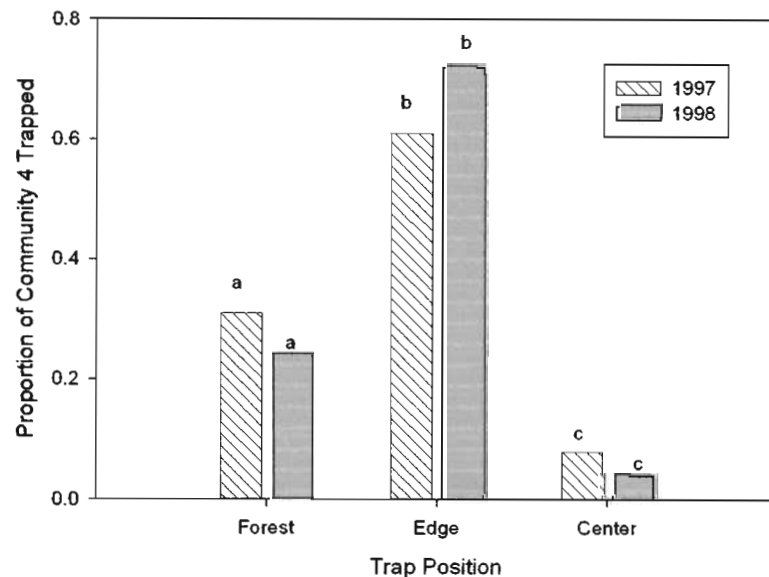 0.8
0.6
0.4
0.2
0.0
Proportion of Community 4 Trapped
1997
1998
a
a
b
b
c
c
Forest
Edge
Center
Trap Position